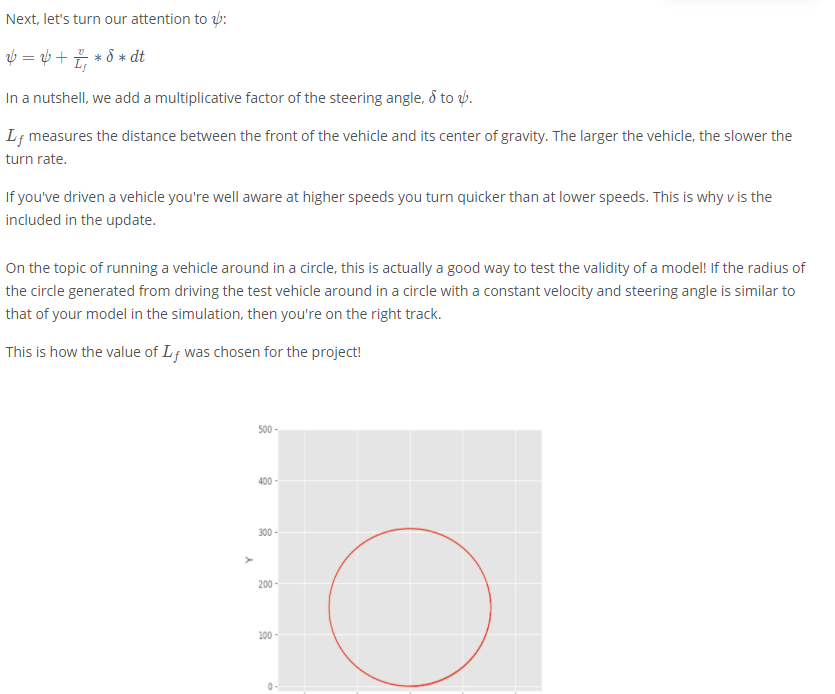 Next, let's turn our attention to ψ:
ψ = ψ + v/L_f * δ * dt
In a nutshell, we add a multiplicative factor of the steering angle, δ to ψ.
L_f measures the distance between the front of the vehicle and its center of gravity. The larger the vehicle, the slower the
turn rate.
If you've driven a vehicle you're well aware at higher speeds you turn quicker than at lower speeds. This is why v is the
included in the update.
On the topic of running a vehicle around in a circle, this is actually a good way to test the validity of a model! If the radius of
the circle generated from driving the test vehicle around in a circle with a constant velocity and steering angle is similar to
that of your model in the simulation, then you're on the right track.
This is how the value of L_f was chosen for the project!
500
400
300
Y
200
100
0